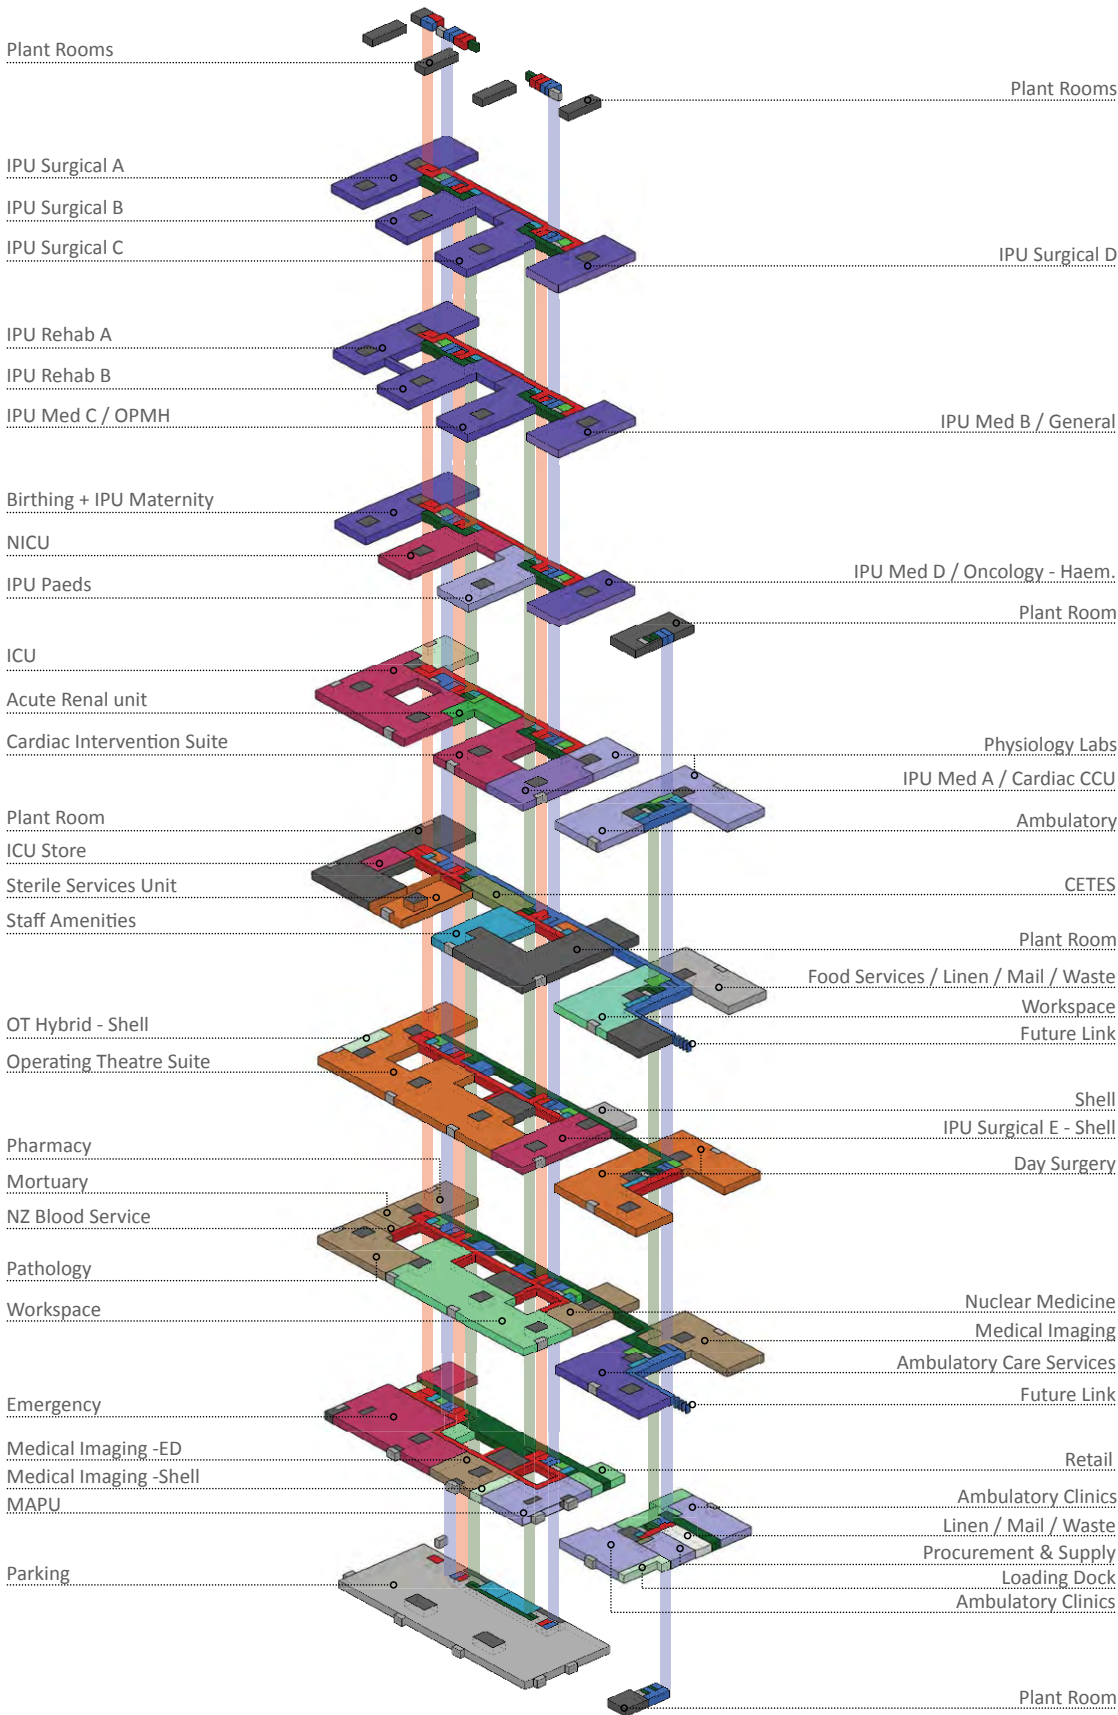 Plant Rooms
Plant Rooms
IPU Surgical A
IPU Surgical B
IPU Surgical C
IPU Surgical D
IPU Rehab A
IPU Rehab B
IPU Med C / OPMH
IPU Med B / General
Birthing + IPU Maternity
NICU
IPU Med D / Oncology - Haem.
IPU Paeds
Plant Room
ICU
Acute Renal unit
Cardiac Intervention Suite
Physiology Labs
IPU Med A / Cardiac CCU
Plant Room
Ambulatory
ICU Store
Sterile Services Unit
CETES
Staff Amenities
Plant Room
Food Services / Linen / Mail / Waste
Workspace
OT Hybrid - Shell
Future Link
Operating Theatre Suite
Shell
IPU Surgical E - Shell
Pharmacy
Day Surgery
Mortuary
NZ Blood Service
Pathology
Nuclear Medicine
Workspace
Medical Imaging
Ambulatory Care Services
Emergency
Future Link
Medical Imaging -ED
Retail
Medical Imaging -Shell
Ambulatory Clinics
MAPU
Linen / Mail / Waste
Procurement & Supply
Parking
Loading Dock
Ambulatory Clinics
Plant Room